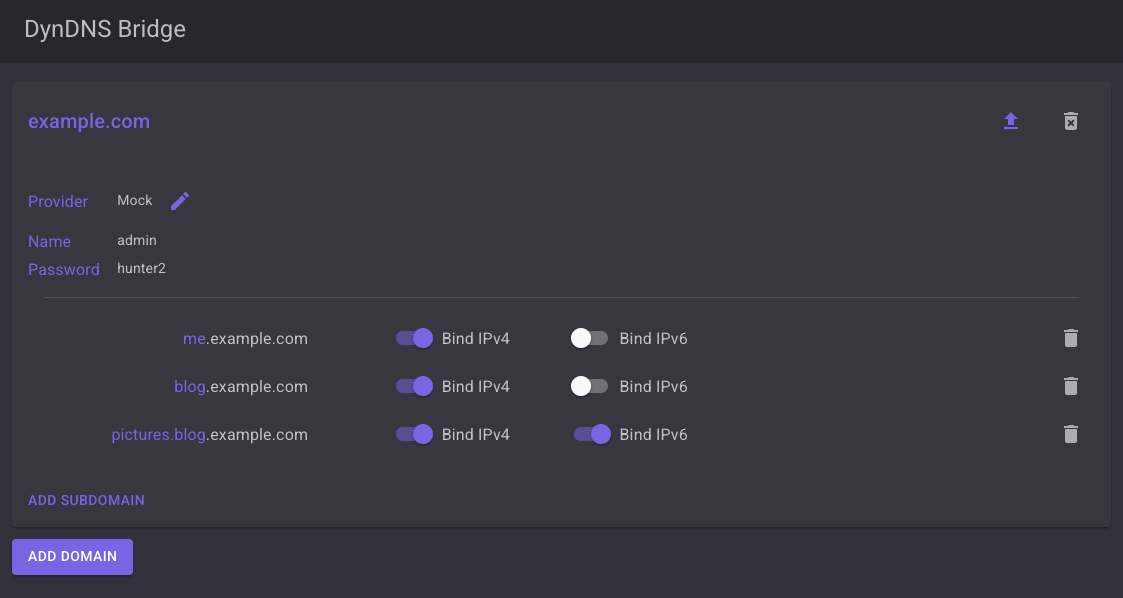 DynDNS Bridge
example.com
Provider Mock
Name admin
Password hunter2
me.example.com Bind IPv4 Bind IPv6
blog.example.com Bind IPv4 Bind IPv6
pictures.blog.example.com Bind IPv4 Bind IPv6
ADD SUBDOMAIN
ADD DOMAIN